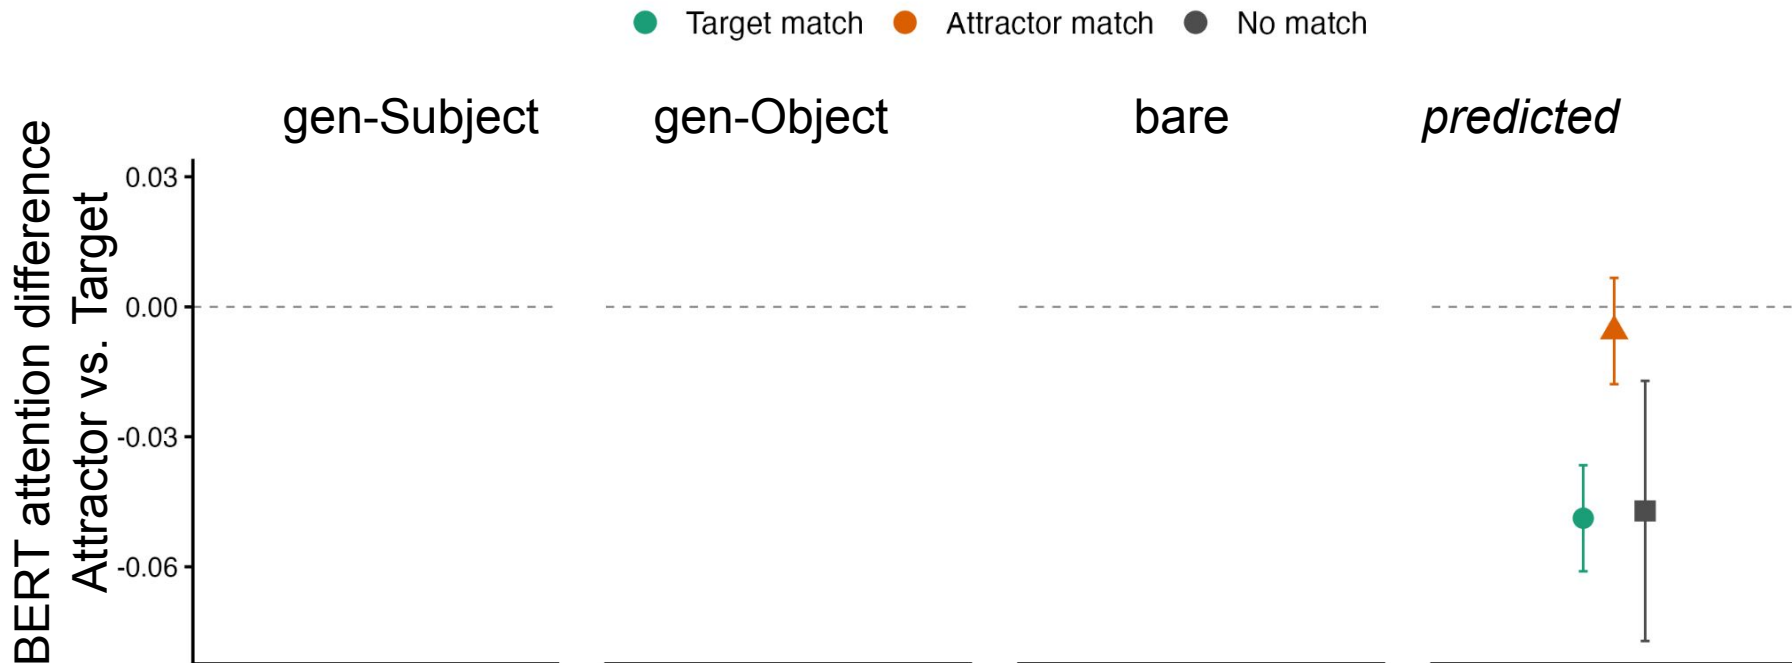 Target match Attractor match No match
gen-Subject gen-Object bare predicted
BERT attention difference
Attractor vs. Target
0.03
0.00
-0.03
-0.06